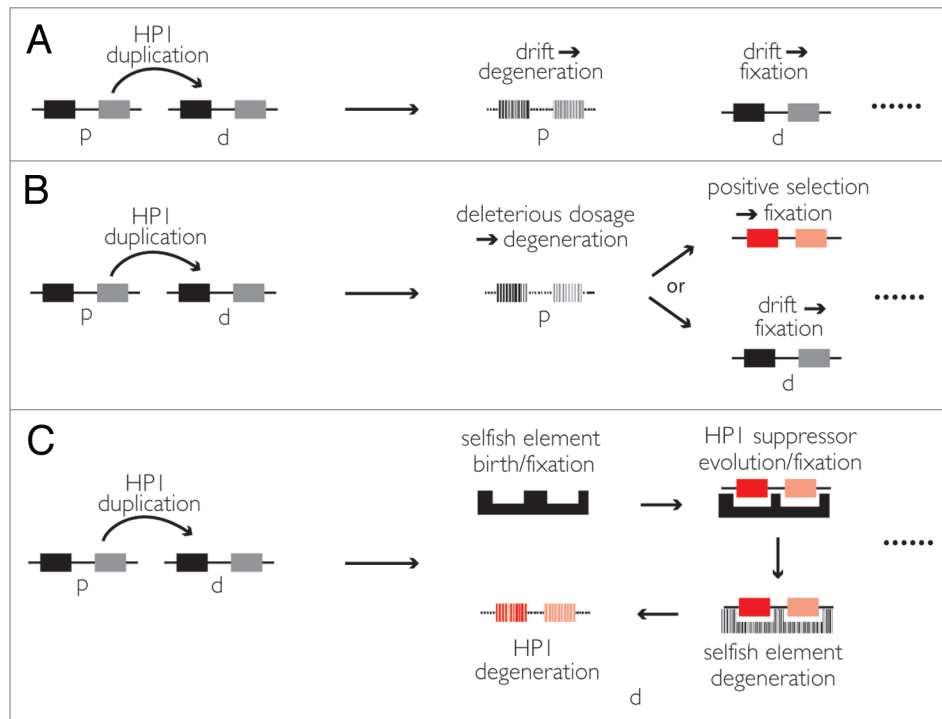 A
HP1
duplication
p
d
drift →
degeneration
p
drift →
fixation
d
......
B
HP1
duplication
p
d
deleterious dosage
→ degeneration
p
or
positive selection
→ fixation
drift →
fixation
d
......
C
HP1
duplication
p
d
selfish element
birth/fixation
HP1 suppressor
evolution/fixation
......
HP1
degeneration
selfish element
degeneration
d